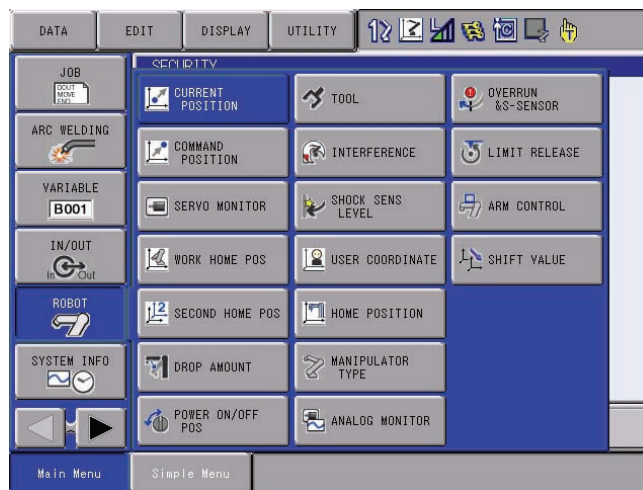 DATA
EDIT
DISPLAY
UTILITY
SECURITY
JOB
DOUT
MOVE
END
ARC WELDING
VARIABLE
B001
IN/OUT
In Out
ROBOT
SYSTEM INFO
CURRENT
POSITION
COMMAND
POSITION
SERVO MONITOR
WORK HOME POS
2
SECOND HOME POS
DROP AMOUNT
POWER ON/OFF
POS
TOOL
INTERFERENCE
SHOCK SENS
LEVEL
USER COORDINATE
HOME POSITION
MANIPULATOR
TYPE
ANALOG MONITOR
OVERRUN
&S-SENSOR
LIMIT RELEASE
ARM CONTROL
SHIFT VALUE
Main Menu
Simple Menu